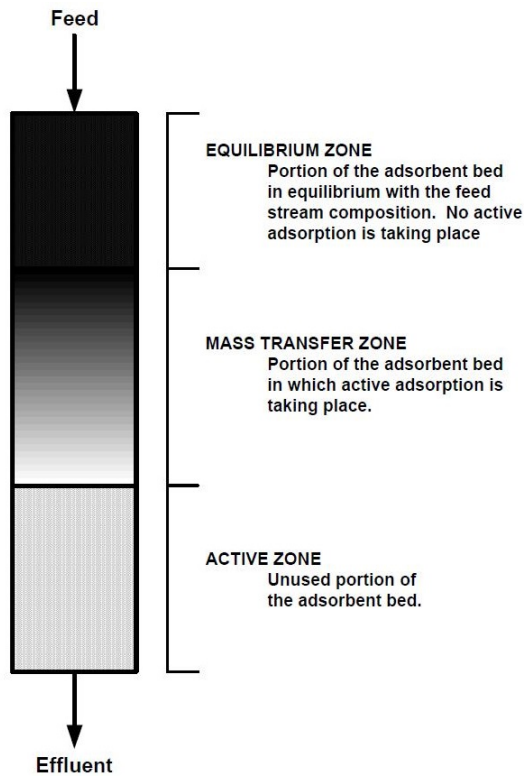 Feed
EQUILIBRIUM ZONE
Portion of the adsorbent bed
in equilibrium with the feed
stream composition. No active
adsorption is taking place
MASS TRANSFER ZONE
Portion of the adsorbent bed
in which active adsorption is
taking place.
ACTIVE ZONE
Unused portion of
the adsorbent bed.
Effluent